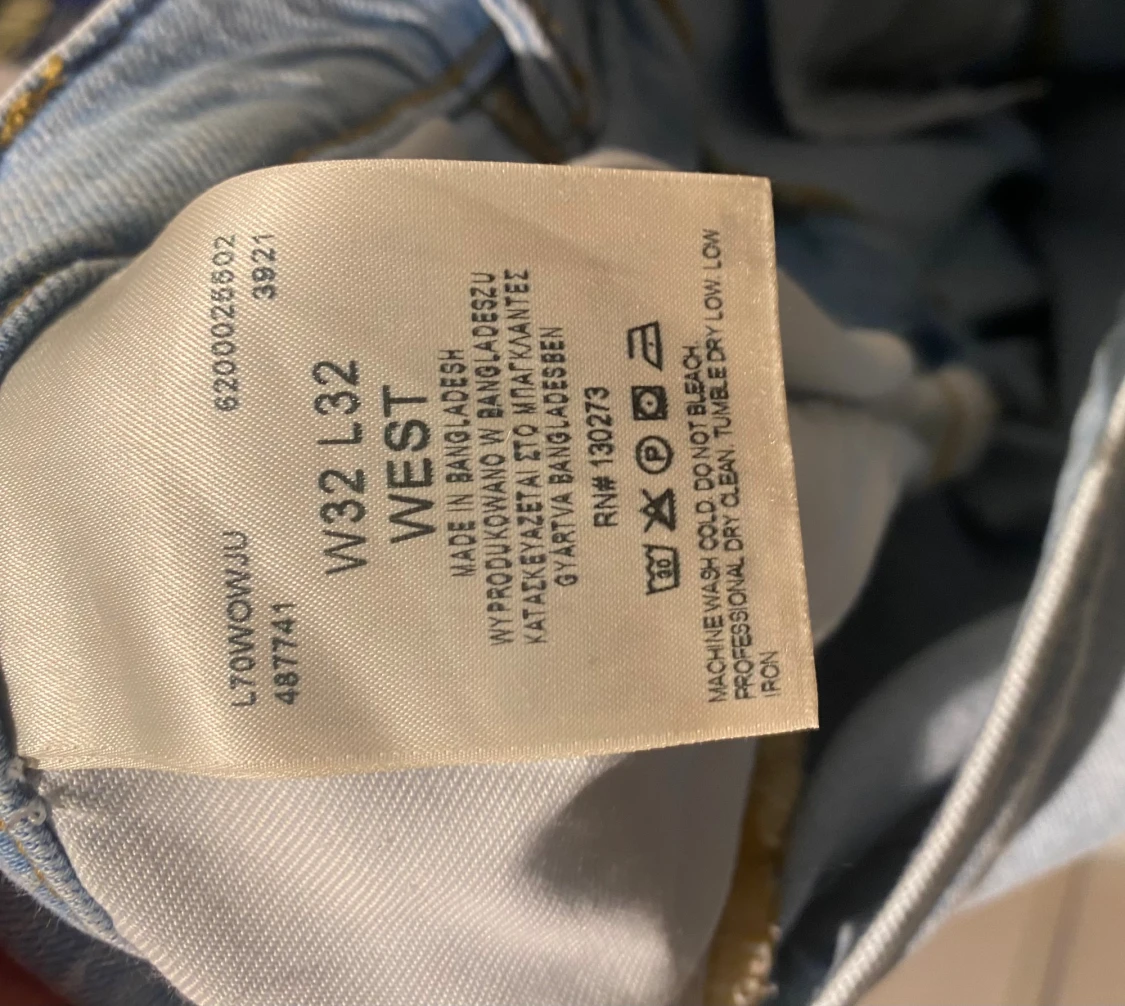 6200025502
3921
L70WOWJU
487741
W32 L32
WEST
MADE IN BANGLADESH
WYPRODUKOWANO W BANGLADESZU
ΚΑΤΑΣΚΕΥΑΖΕΤΑΙ ΣΤΟ ΜΠΑΓΚΛΑΝΤΕΣ
GYÁRTVA BANGLADESBEN
RN# 130273
30 P
MACHINE WASH COLD. DO NOT BLEACH.
PROFESSIONAL DRY CLEAN. TUMBLE DRY LOW. LOW
IRON